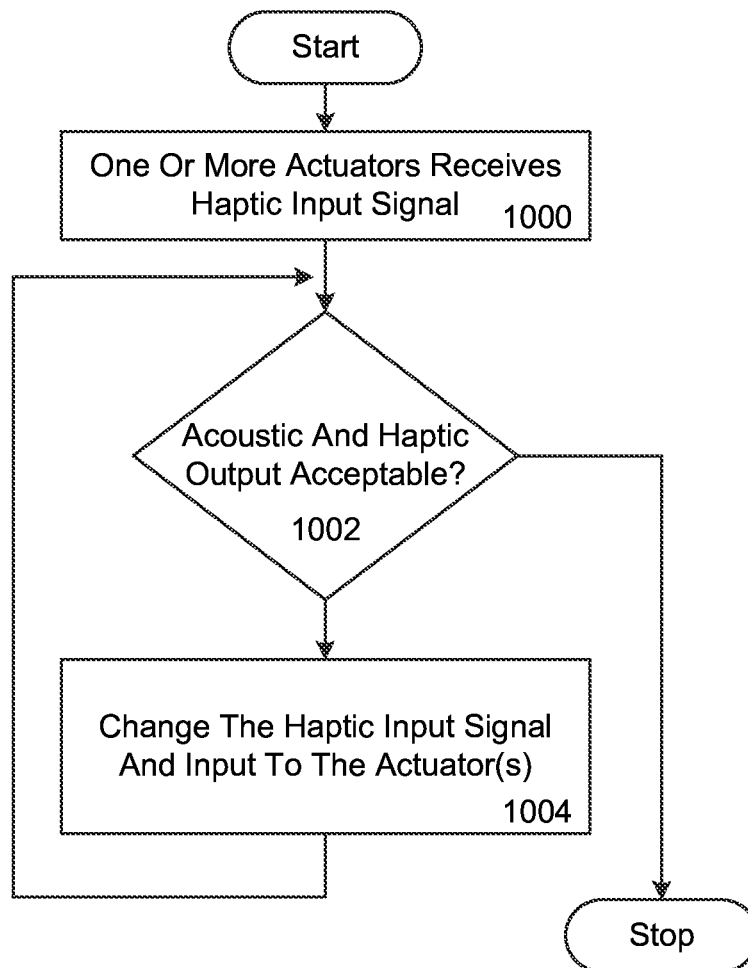 Start
One Or More Actuators Receives
Haptic Input Signal
1000
Acoustic And Haptic
Output Acceptable?
1002
Change The Haptic Input Signal
And Input To The Actuator(s)
1004
Stop